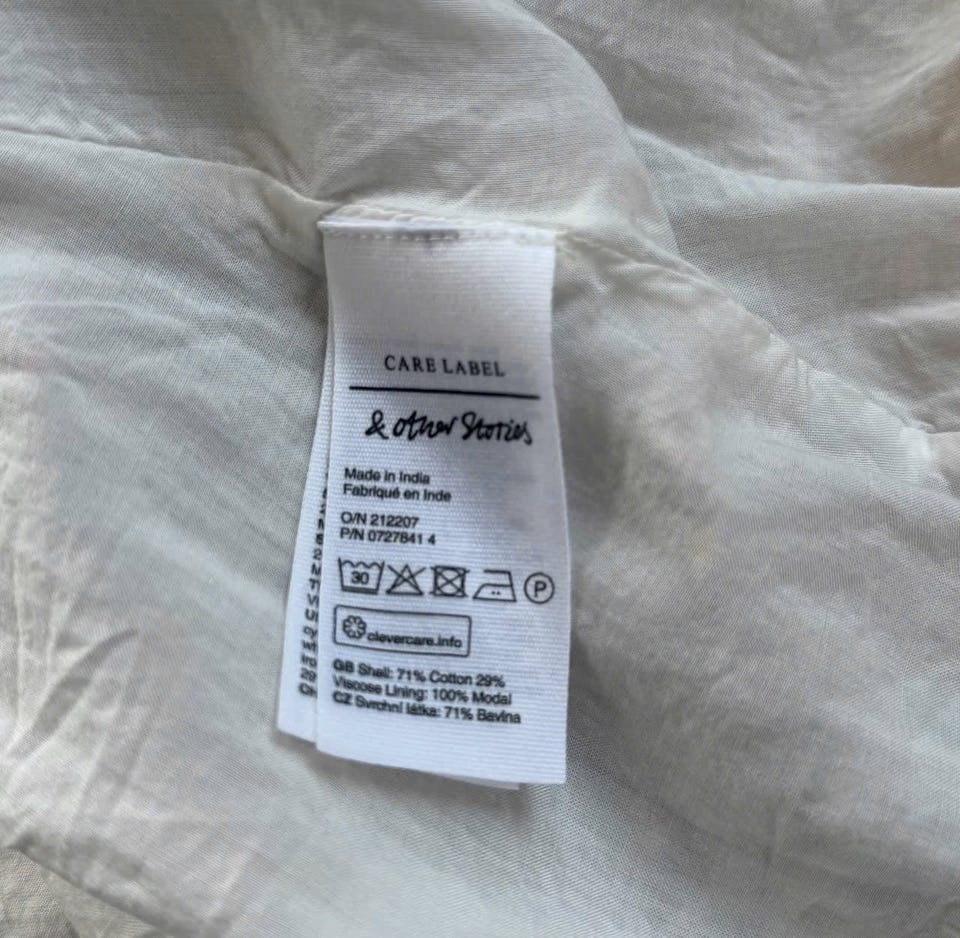 CARE LABEL
& other Stories
Made in India
Fabriqué en Inde
O/N 212207
P/N 0727841 4
30
P
clevercare.info
GB Shell: 71% Cotton 29%
Viscose Lining: 100% Modal
CZ Svrchní látka: 71% Bavlna